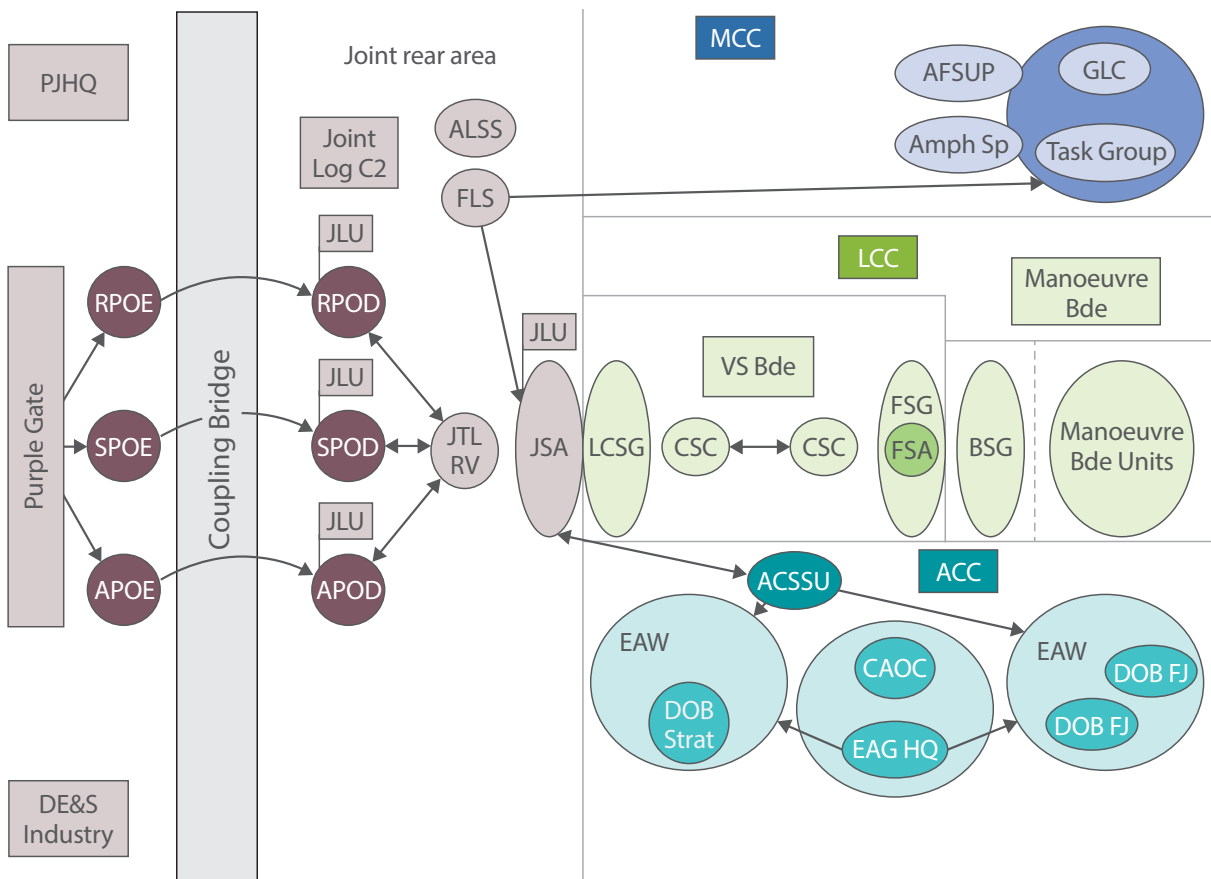 PJHQ
Purple Gate
RPOE
SPOE
APOE
DE&S
Industry
Coupling Bridge
Joint rear area
Joint
Log C2
ALSS
FLS
JLU
RPOD
JLU
SPOD
JLU
APOD
JTL
RV
JLU
JSA
MCC
AFSUP
GLC
Amph Sp
Task Group
LCC
Manoeuvre
Bde
VS Bde
LCSG
CSC
CSC
FSG
FSA
BSG
Manoeuvre
Bde Units
ACC
ACSSU
EAW
DOB
Strat
CAOC
EAG HQ
EAW
DOB FJ
DOB FJ